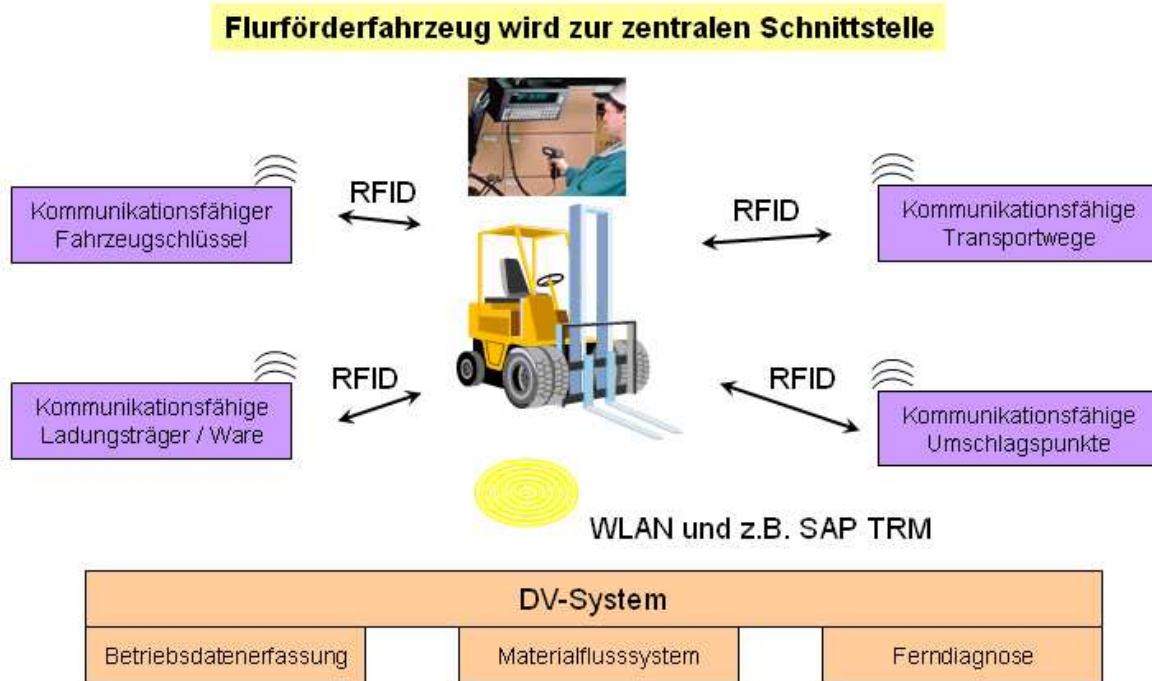 Flurförderfahrzeug wird zur zentralen Schnittstelle
RFID
Kommunikationsfähiger
Fahrzeugschlüssel
RFID
Kommunikationsfähige
Transportwege
RFID
Kommunikationsfähige
Ladungsträger / Ware
RFID
Kommunikationsfähige
Umschlagspunkte
WLAN und z.B. SAP TRM
DV-System
Betriebsdatenerfassung
Materialflusssystem
Ferndiagnose